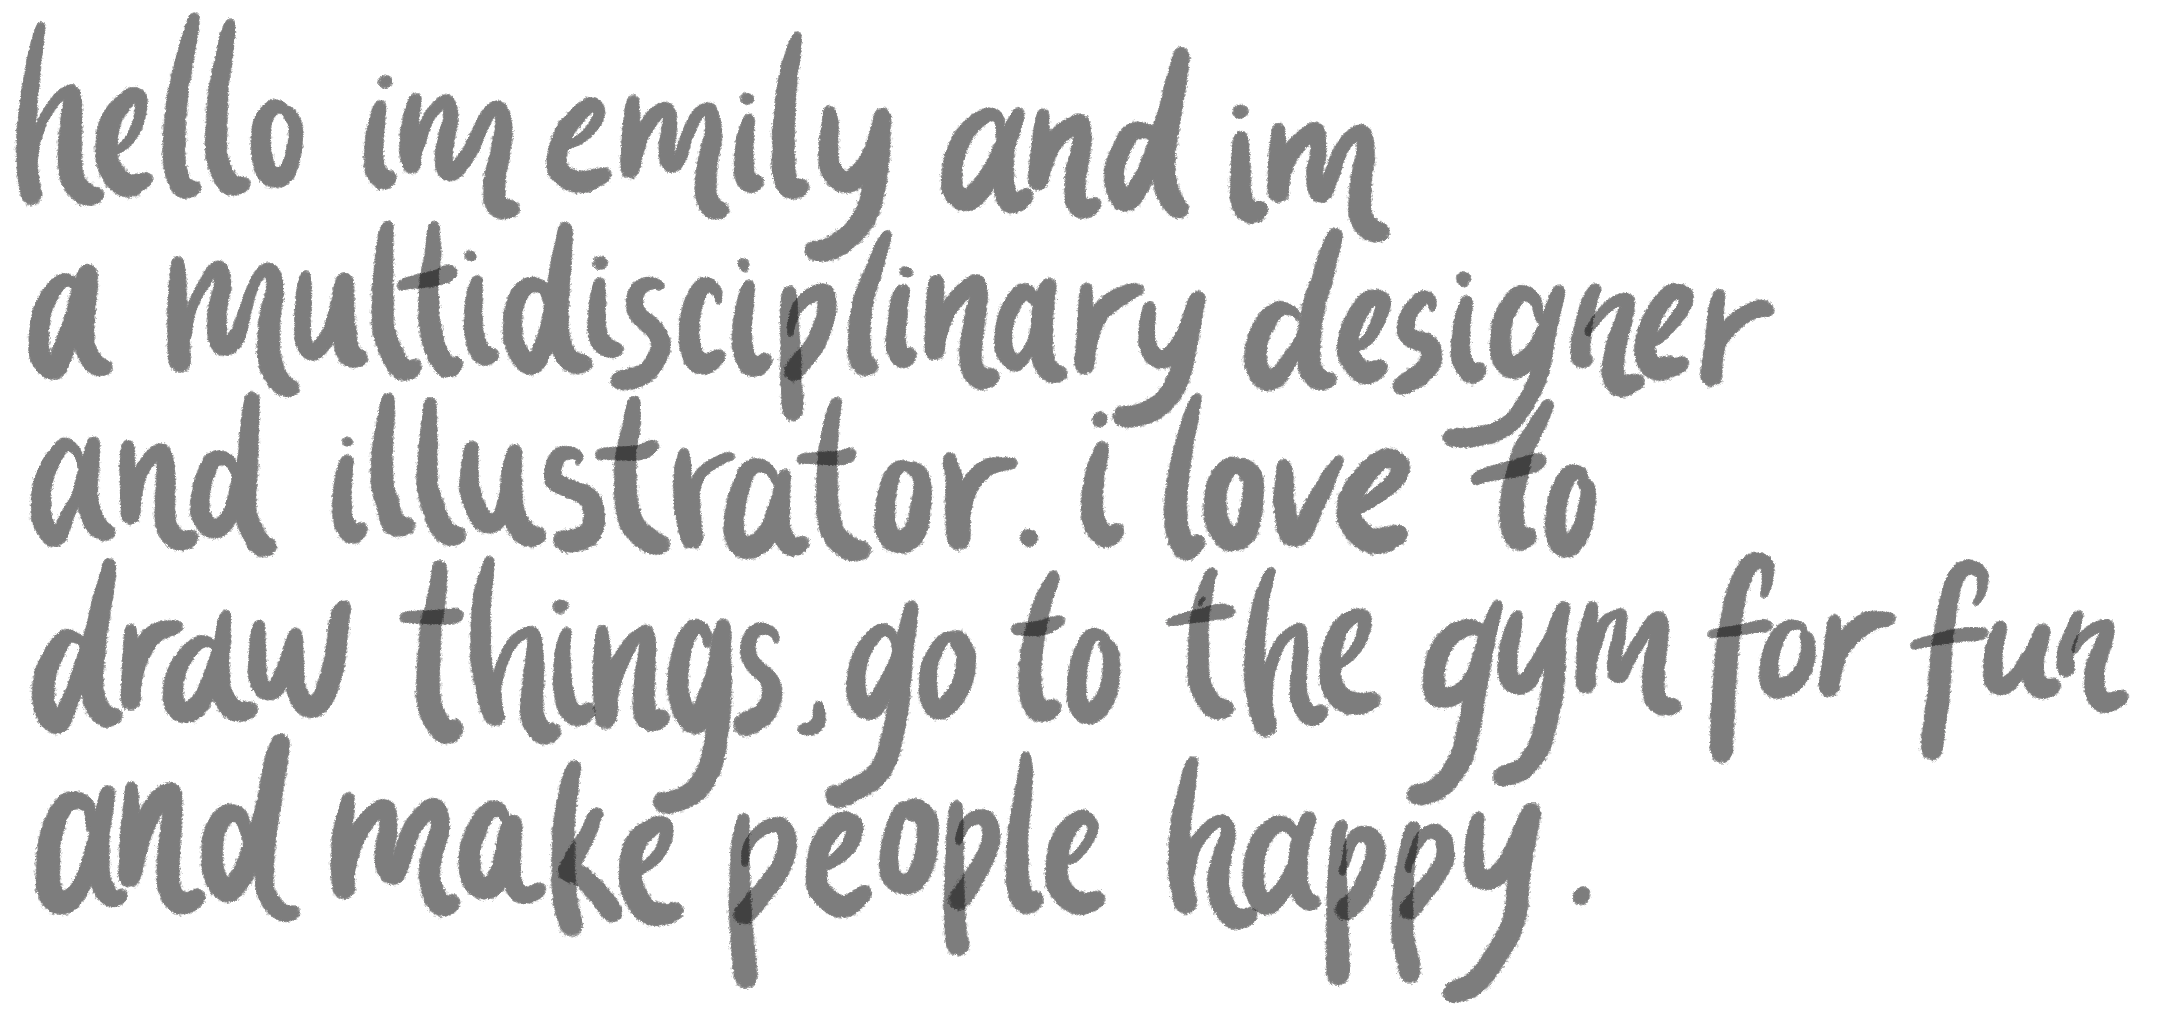 hello im emily and im
a multidisciplinary designer
and illustrator. i love to
draw things, go to the gym for fun
and make people happy.